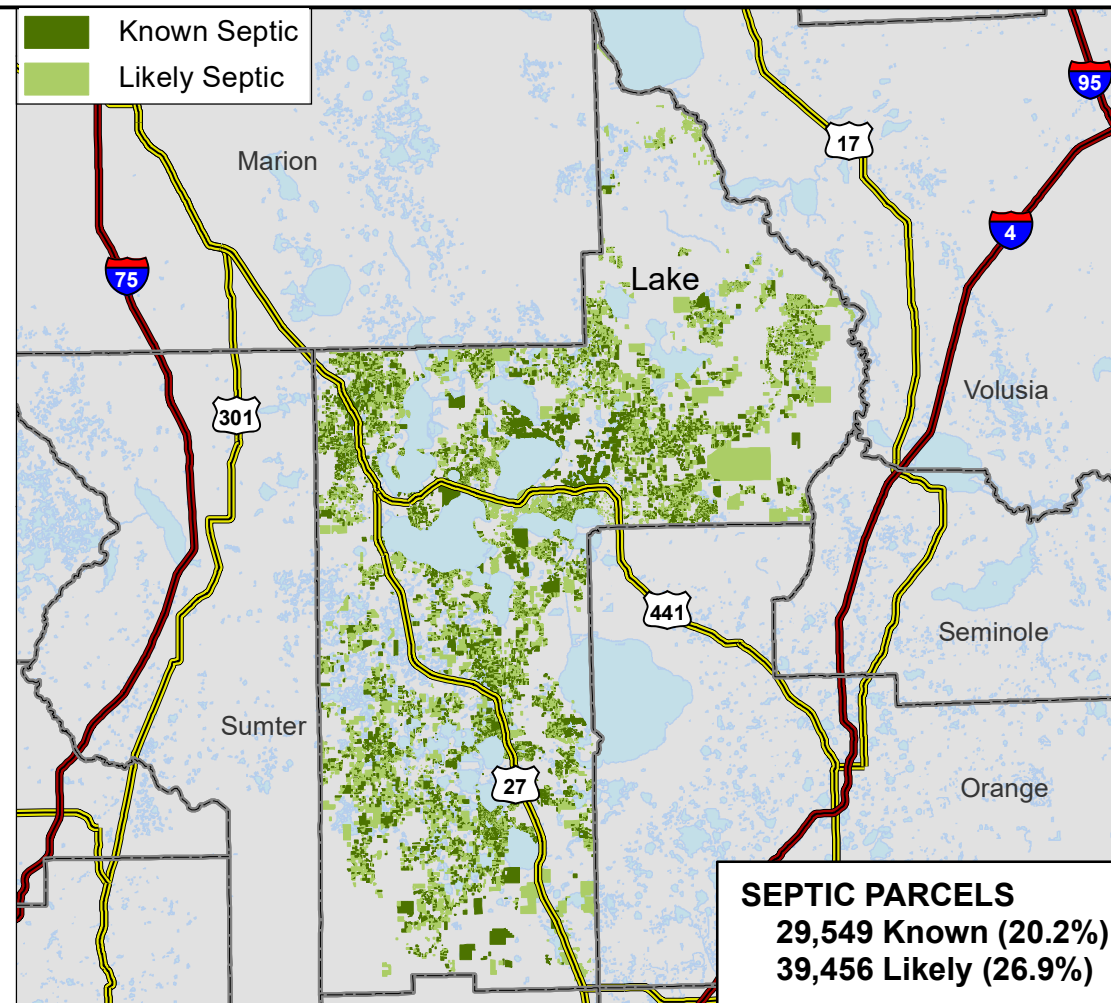 Known Septic
Likely Septic
95
Marion
17
4
75
Lake
Volusia
301
441
Seminole
Sumter
27
Orange
SEPTIC PARCELS
29,549 Known (20.2%)
39,456 Likely (26.9%)